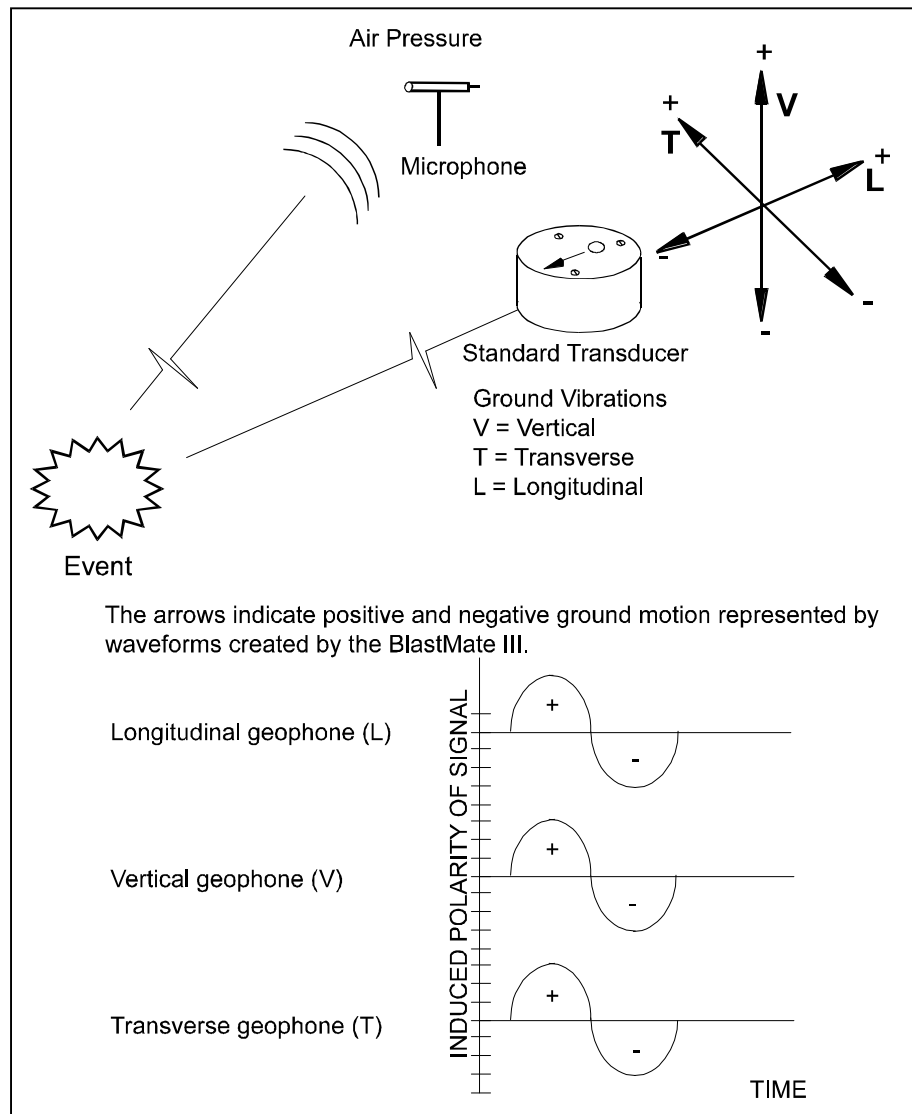 Air Pressure
Microphone
+
V
+
T
+
L
-
-
-
Standard Transducer
Ground Vibrations
V = Vertical
T = Transverse
L = Longitudinal
Event
The arrows indicate positive and negative ground motion represented by
waveforms created by the BlastMate III.
INDUCED POLARITY OF SIGNAL
Longitudinal geophone (L)
+
-
Vertical geophone (V)
+
-
Transverse geophone (T)
+
-
TIME